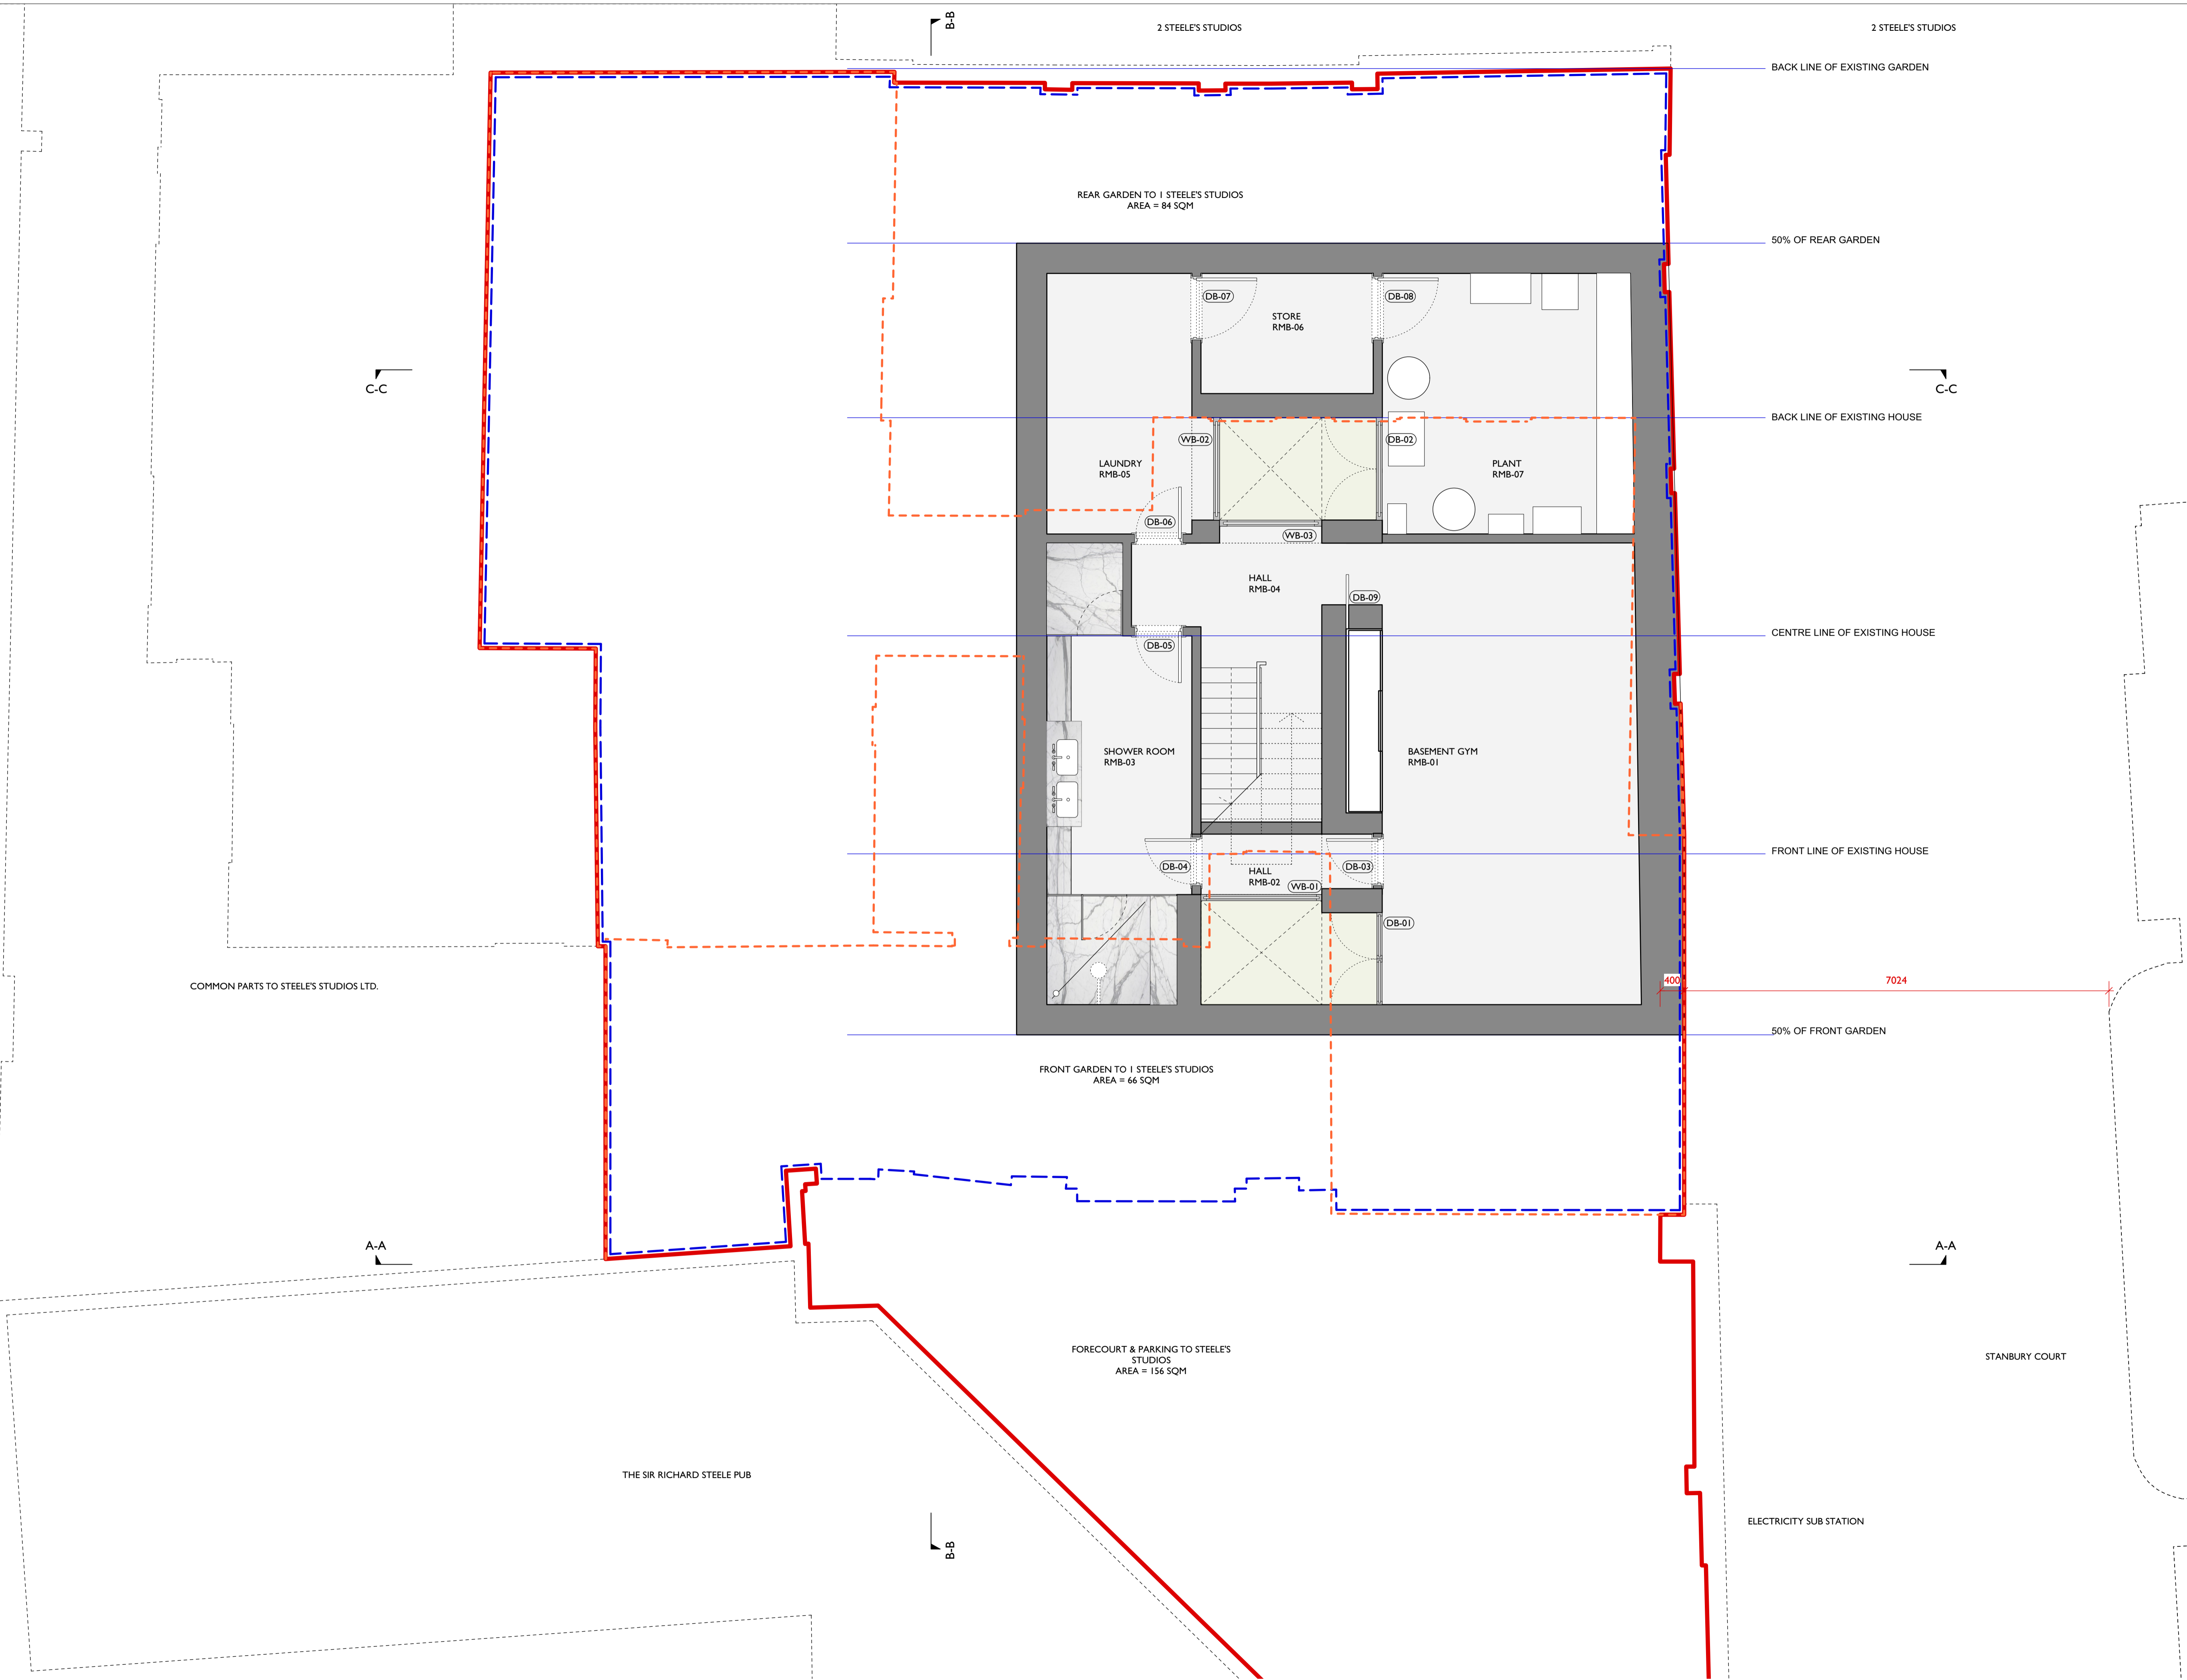 B-B
2 STEELE'S STUDIOS
2 STEELE'S STUDIOS
BACK LINE OF EXISTING GARDEN
REAR GARDEN TO 1 STEELE'S STUDIOS
AREA = 84 SQM
50% OF REAR GARDEN
DB-07
DB-08
STORE
RMB-06
C-C
C-C
BACK LINE OF EXISTING HOUSE
WB-02
DB-02
LAUNDRY
RMB-05
PLANT
RMB-07
DB-06
WB-03
HALL
RMB-04
DB-09
CENTRE LINE OF EXISTING HOUSE
DB-05
SHOWER ROOM
RMB-03
BASEMENT GYM
RMB-01
FRONT LINE OF EXISTING HOUSE
DB-04
DB-03
HALL
RMB-02
WB-01
DB-01
COMMON PARTS TO STEELE'S STUDIOS LTD.
400
7024
50% OF FRONT GARDEN
FRONT GARDEN TO 1 STEELE'S STUDIOS
AREA = 66 SQM
A-A
A-A
FORECOURT & PARKING TO STEELE'S
STUDIOS
AREA = 156 SQM
STANBURY COURT
THE SIR RICHARD STEELE PUB
ELECTRICITY SUB STATION
B-B